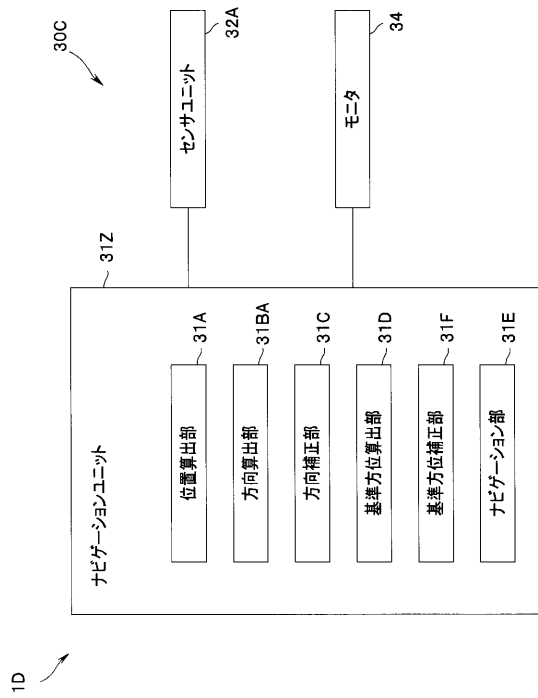 1D
30C
ナビゲーションユニット
31Z
位置算出部
31A
方向算出部
31BA
方向補正部
31C
基準方位算出部
31D
基準方位補正部
31F
ナビゲーション部
31E
センサユニット
32A
モニタ
34